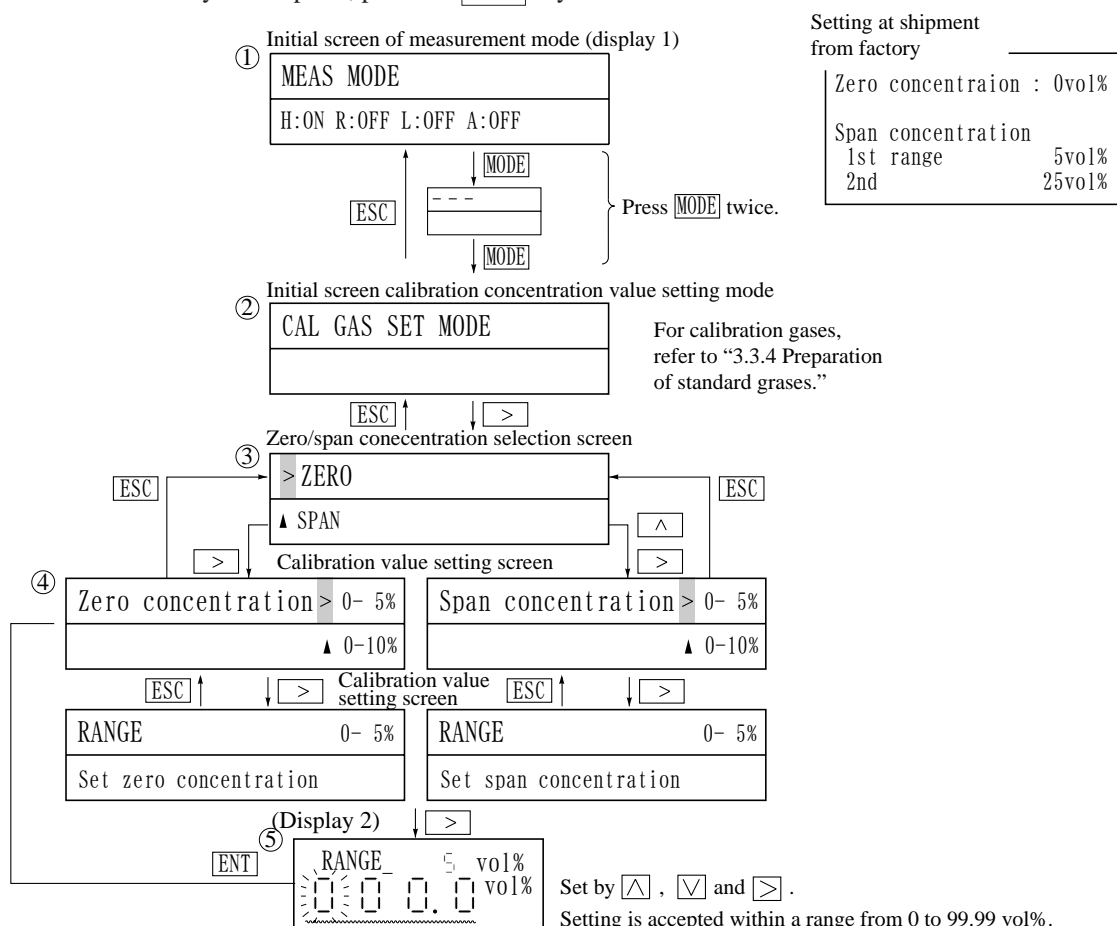 Setting at shipment
from factory
Zero concentraion : 0vol%
Span concentration
1st range 5vol%
2nd 25vol%
① Initial screen of measurement mode (display 1)
MEAS MODE
H:ON R:OFF L:OFF A:OFF
MODE
- - -
ESC
Press MODE twice.
MODE
② Initial screen calibration concentration value setting mode
CAL GAS SET MODE
For calibration gases,
refer to “3.3.4 Preparation
of standard grases.”
ESC >
Zero/span conecentration selection screen
③
> ZERO
▲ SPAN
ESC
ESC
>
∧
>
Calibration value setting screen
④
Zero concentration > 0- 5%
▲ 0-10%
Span concentration > 0- 5%
▲ 0-10%
ESC >
Calibration value
setting screen
ESC >
RANGE 0- 5%
Set zero concentration
RANGE 0- 5%
Set span concentration
(Display 2) >
⑤
ENT
RANGE_ 5 vol%
0 0 0.0 vol%
Set by ∧ , ∨ and > .
Setting is accepted within a range from 0 to 99.99 vol%.